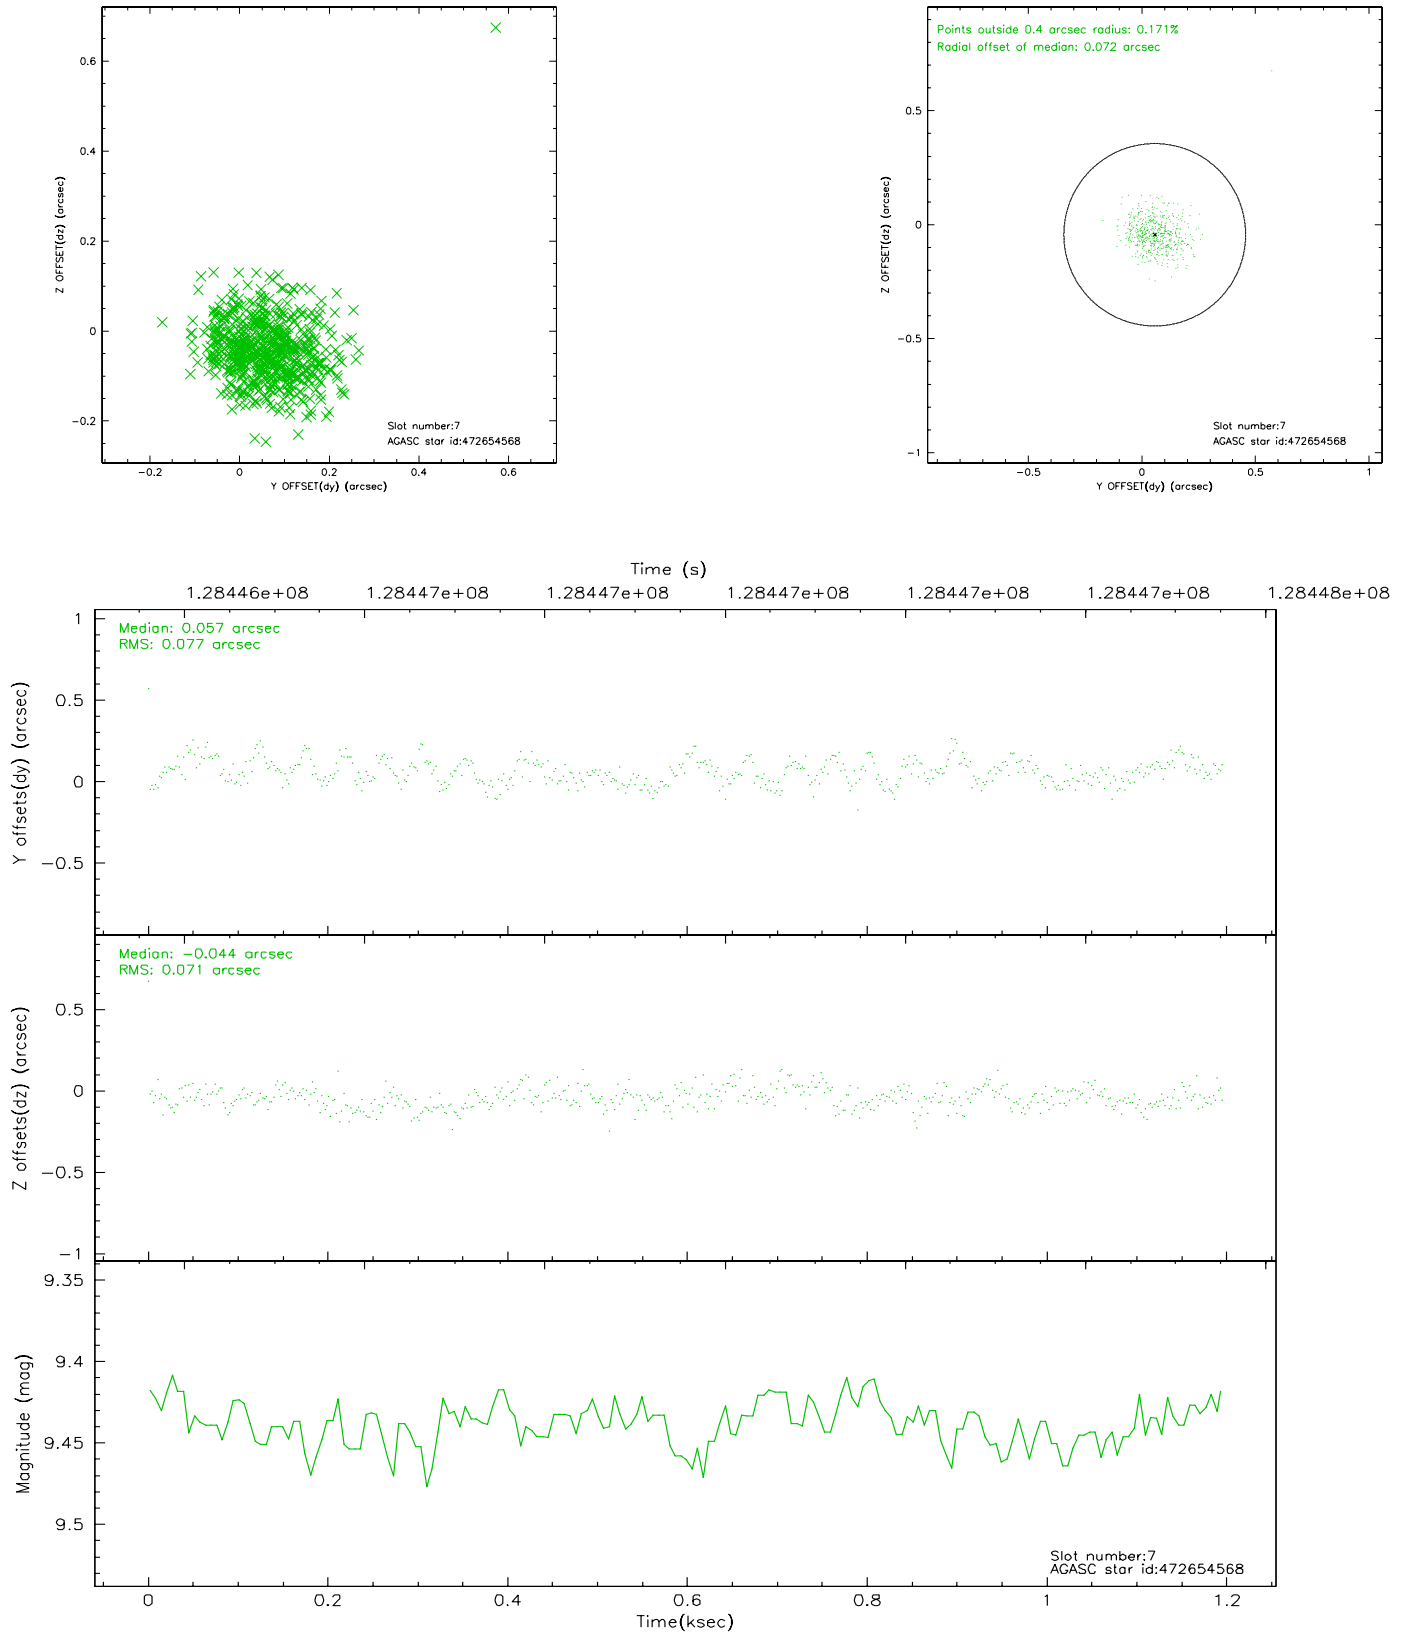 0.6
0.4
0.2
0
−0.2
Z OFFSET(dz) (arcsec)
Slot number:7
AGASC star id:472654568
−0.2 0 0.2 0.4 0.6
Y OFFSET(dy) (arcsec)
Points outside 0.4 arcsec radius: 0.171%
Radial offset of median: 0.072 arcsec
0.5
0
−0.5
−1
Z OFFSET(dz) (arcsec)
Slot number:7
AGASC star id:472654568
−0.5 0 0.5 1
Y OFFSET(dy) (arcsec)
Time (s)
1.28446e+08 1.28447e+08 1.28447e+08 1.28447e+08 1.28447e+08 1.28447e+08 1.28448e+08
Median: 0.057 arcsec
RMS: 0.077 arcsec
1
0.5
0
−0.5
Y offsets(dy) (arcsec)
Median: −0.044 arcsec
RMS: 0.071 arcsec
0.5
0
−0.5
−1
Z offsets(dz) (arcsec)
9.35
9.4
9.45
9.5
Magnitude (mag)
Slot number:7
AGASC star id:472654568
0 0.2 0.4 0.6 0.8 1 1.2
Time(ksec)